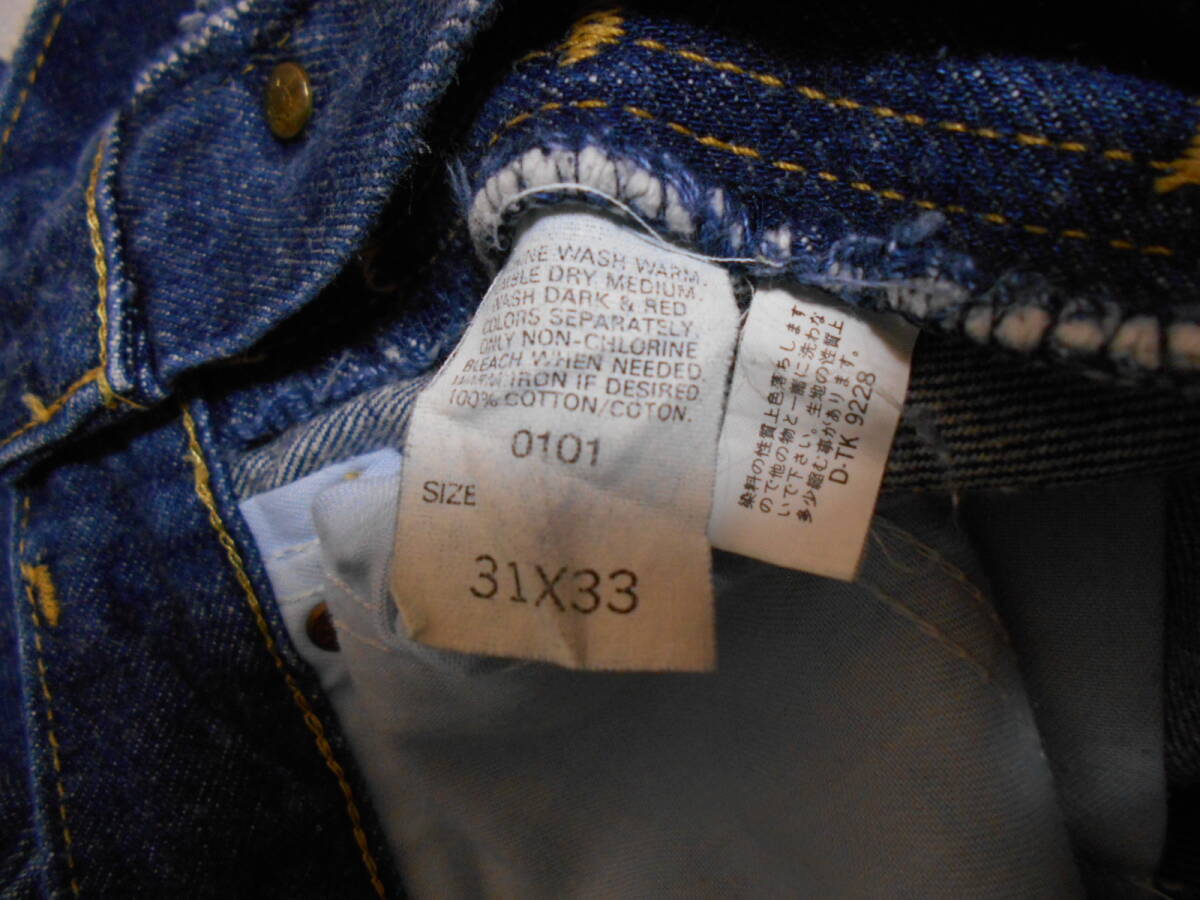 WASH WARM.
DRY MEDIUM.
WASH DARK & RED
COLORS SEPARATELY.
ONLY NON-CHLORINE
BLEACH WHEN NEEDED
WARM IRON IF DESIRED.
100% COTTON/COTON.
0101
SIZE
31X33
染料の性質上色落ちします
ので他の物と一緒に洗わな
いで下さい。生地の性質上
多少縮む事があります。
D-TK 9228